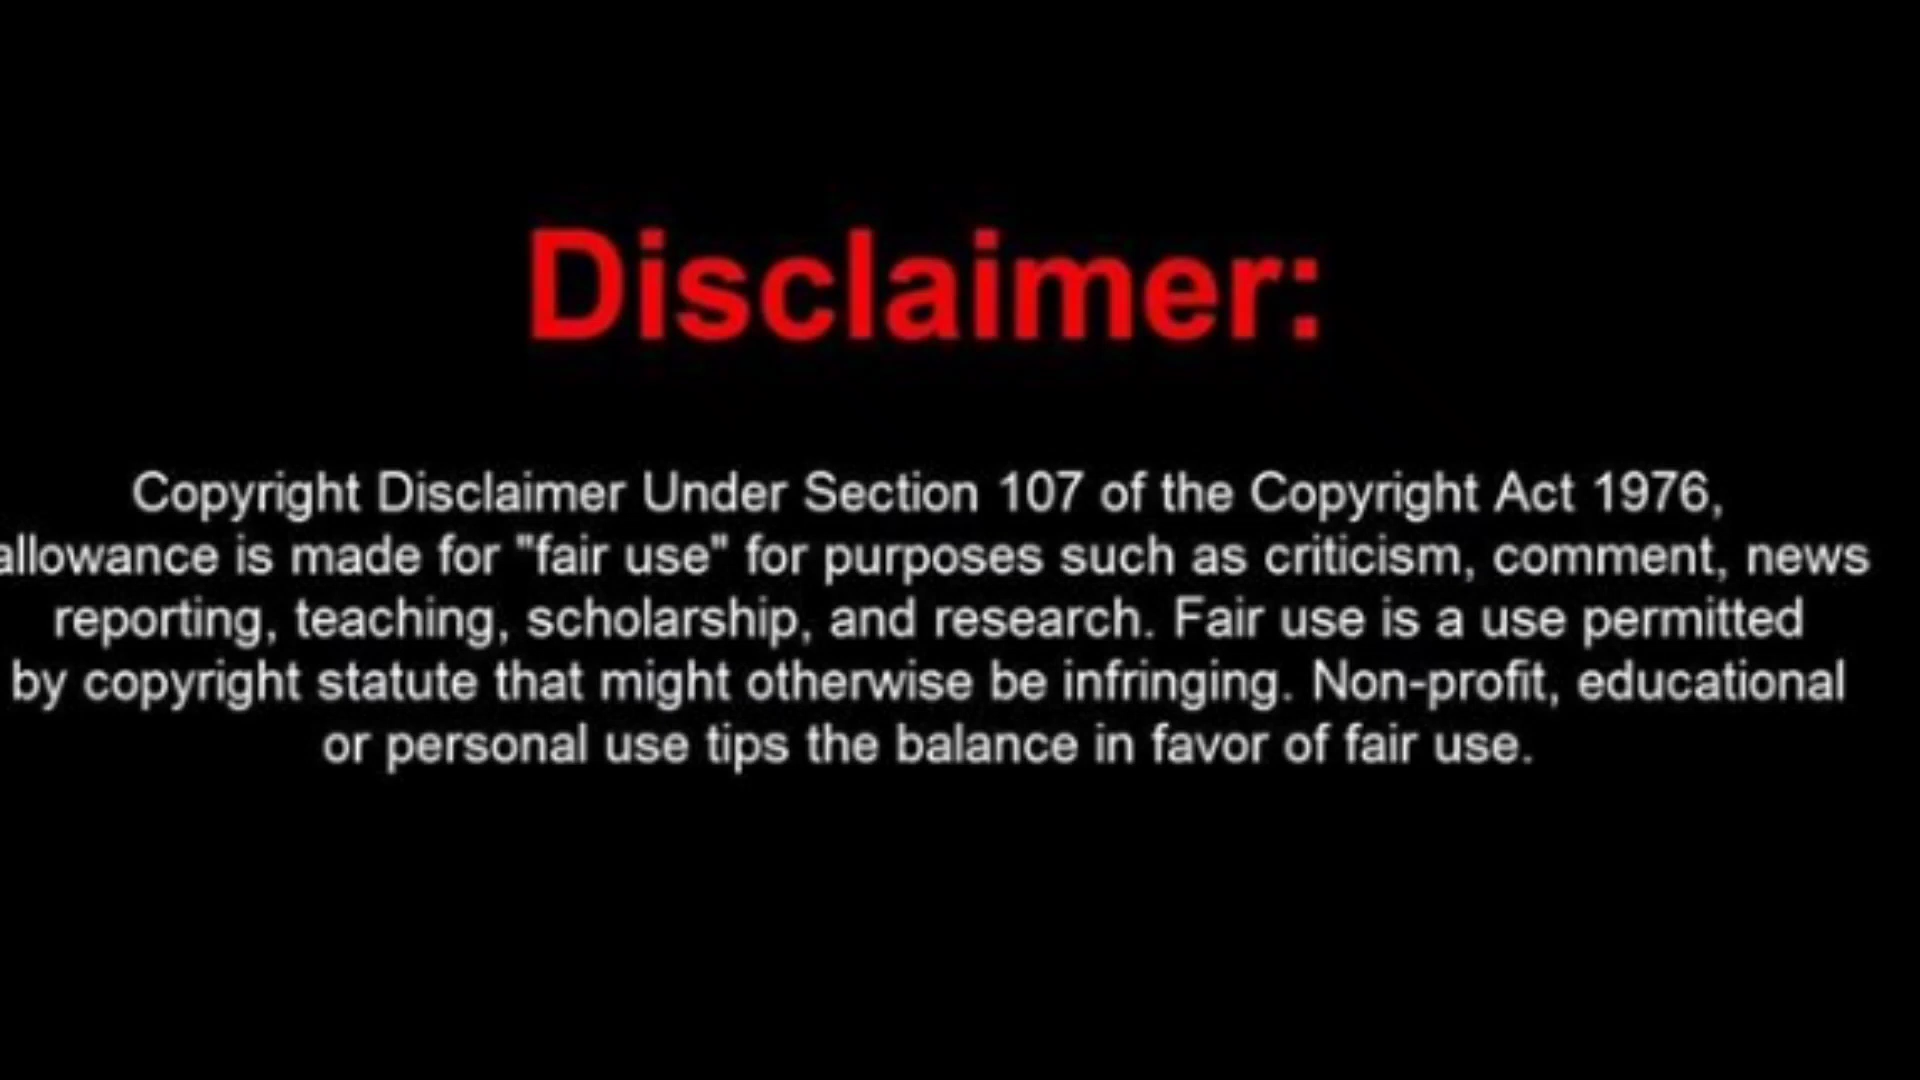 Disclaimer:
Copyright Disclaimer Under Section 107 of the Copyright Act 1976,
allowance is made for "fair use" for purposes such as criticism, comment, news
reporting, teaching, scholarship, and research. Fair use is a use permitted
by copyright statute that might otherwise be infringing. Non-profit, educational
or personal use tips the balance in favor of fair use.